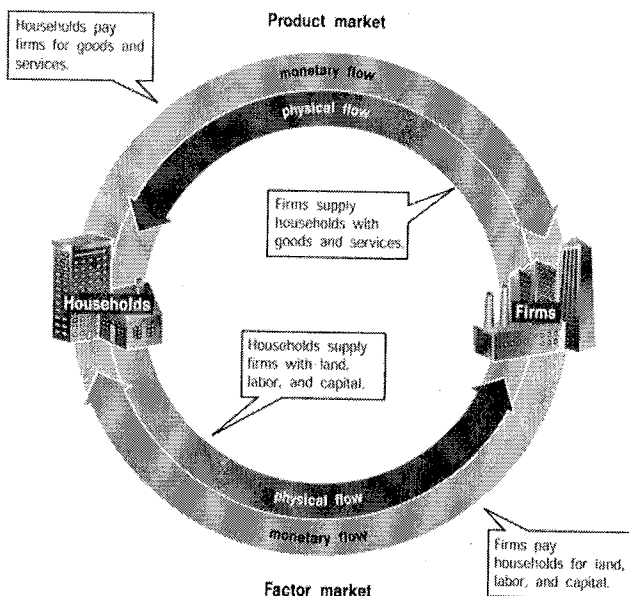 Product market
Households pay
firms for goods and
services.
monetary flow
physical flow
Firms supply
households with
goods and services.
Households
Firms
Households supply
firms with land,
labor, and capital.
physical flow
monetary flow
Firms pay
households for land,
labor, and capital.
Factor market